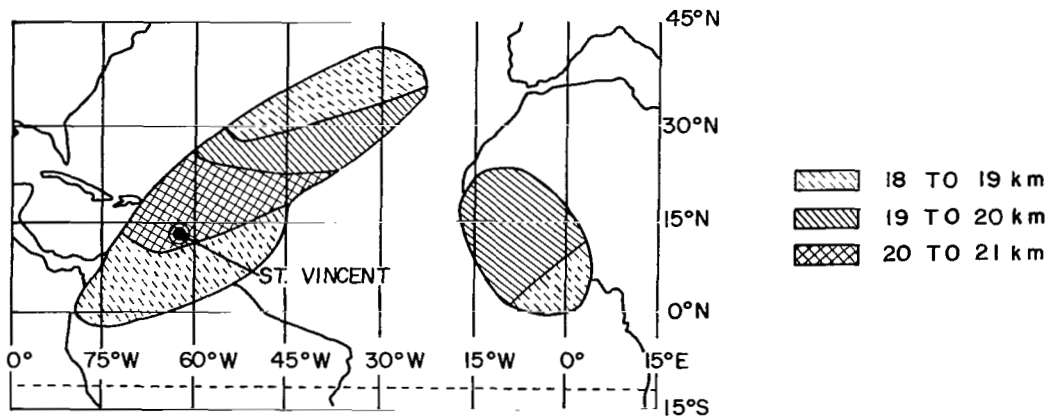 45°N
30°N
18 TO 19 km
19 TO 20 km
15°N
20 TO 21 km
ST. VINCENT
0°N
0° 75°W 60°W 45°W 30°W 15°W 0° 15°E
15°S